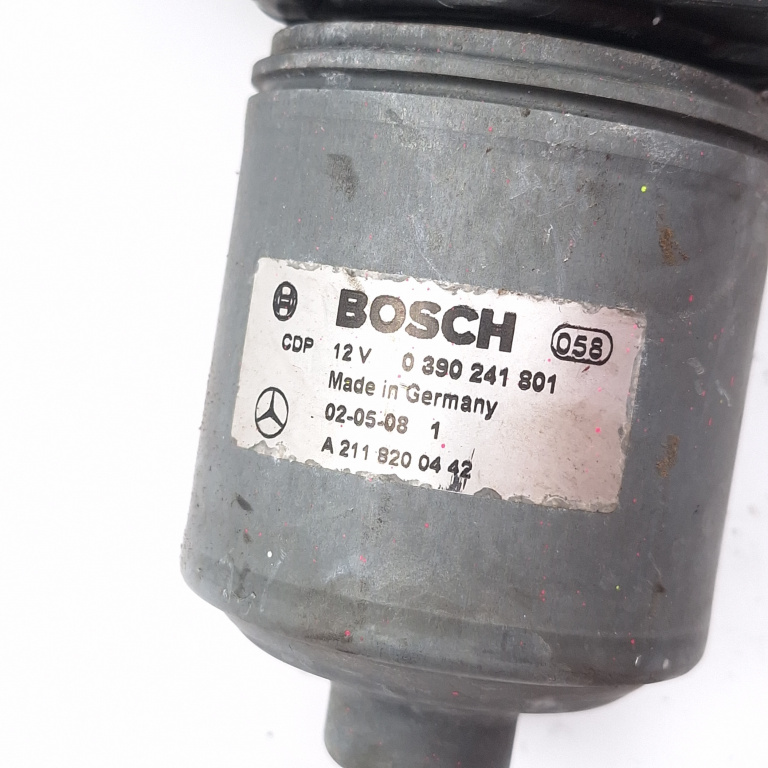 BOSCH 058
CDP 12 V 0 390 241 801
Made in Germany
02-05-08 1
A 211 820 04 42